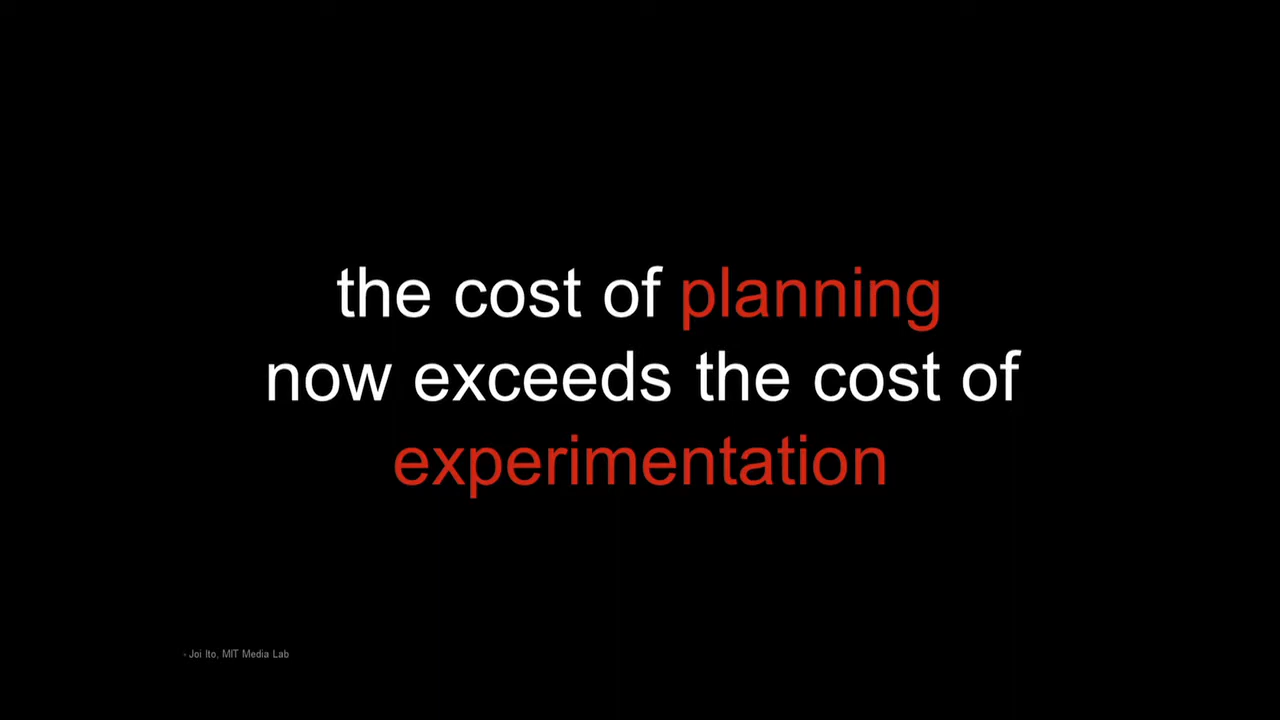 the cost of planning
now exceeds the cost of
experimentation
- Joi Ito, MIT Media Lab